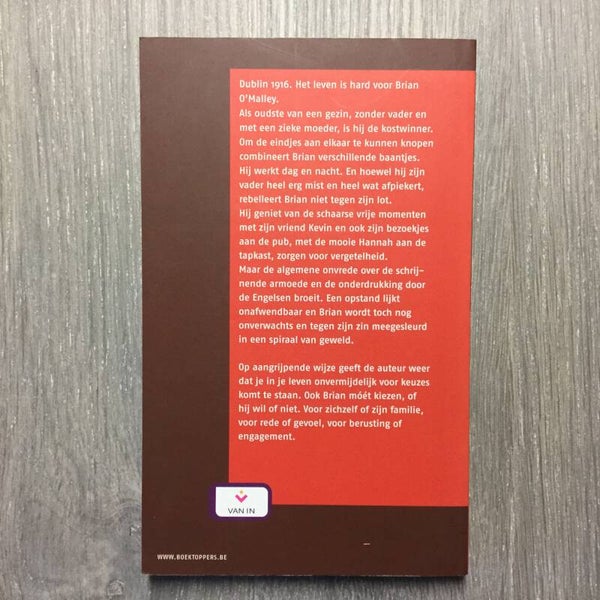 Dublin 1916. Het leven is hard voor Brian
O'Malley.
Als oudste van een gezin, zonder vader en
met een zieke moeder, is hij de kostwinner.
Om de eindjes aan elkaar te kunnen knopen
combineert Brian verschillende baantjes.
Hij werkt dag en nacht. En hoewel hij zijn
vader heel erg mist en heel wat afpiekert,
rebelleert Brian niet tegen zijn lot.
Hij geniet van de schaarse vrije momenten
met zijn vriend Kevin en ook zijn bezoekjes
aan de pub, met de mooie Hannah aan de
tapkast, zorgen voor vergetelheid.
Maar de algemene onvrede over de schrij-
nende armoede en de onderdrukking door
de Engelsen broeit. Een opstand lijkt
onafwendbaar en Brian wordt toch nog
onverwachts en tegen zijn zin meegesleurd
in een spiraal van geweld.
Op aangrijpende wijze geeft de auteur weer
dat je in je leven onvermijdelijk voor keuzes
komt te staan. Ook Brian móét kiezen, of
hij wil of niet. Voor zichzelf of zijn familie,
voor rede of gevoel, voor berusting of
engagement.
VAN IN
WWW.BOEKTOPPERS.BE